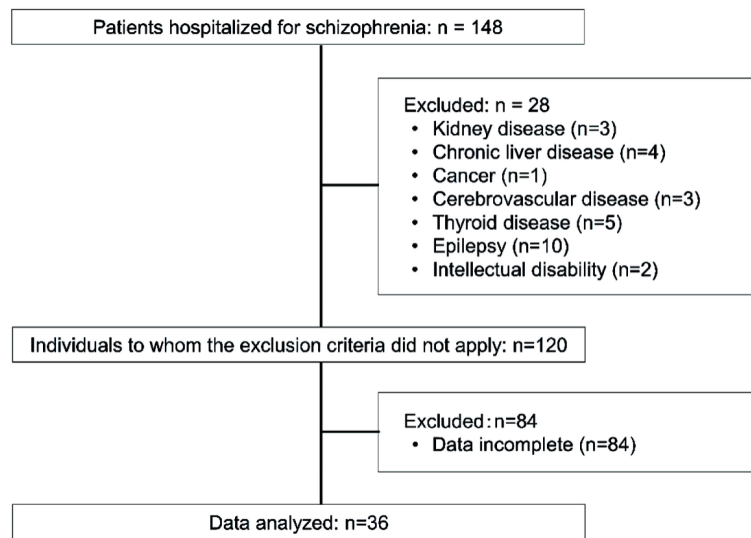 Patients hospitalized for schizophrenia: n = 148
Excluded: n = 28
• Kidney disease (n=3)
• Chronic liver disease (n=4)
• Cancer (n=1)
• Cerebrovascular disease (n=3)
• Thyroid disease (n=5)
• Epilepsy (n=10)
• Intellectual disability (n=2)
Individuals to whom the exclusion criteria did not apply: n=120
Excluded: n=84
• Data incomplete (n=84)
Data analyzed: n=36